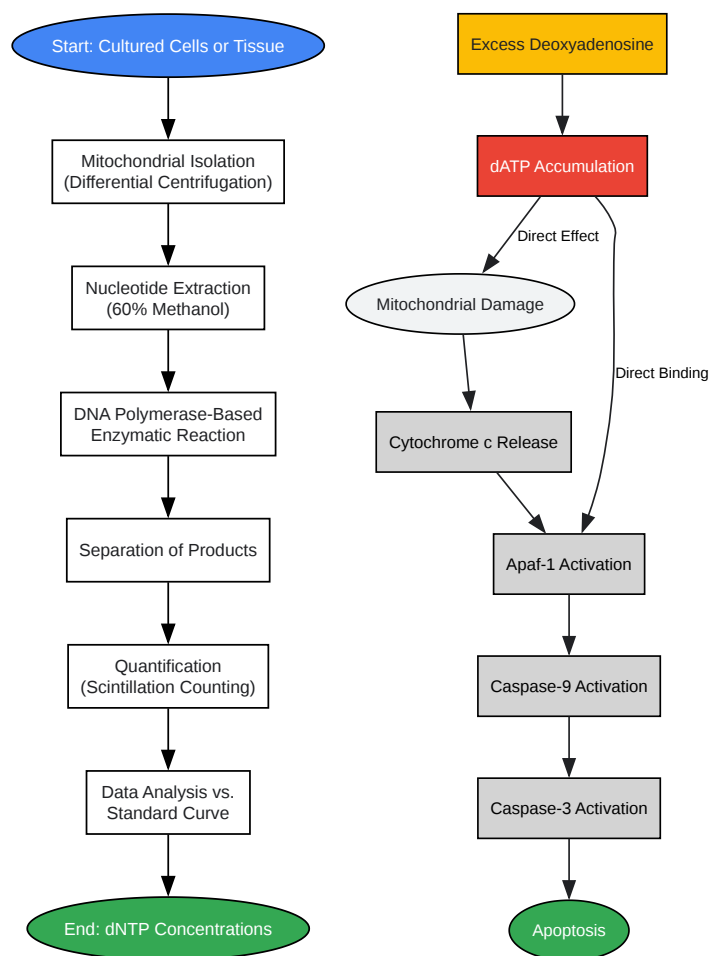 Start: Cultured Cells or Tissue
Mitochondrial Isolation
(Differential Centrifugation)
Nucleotide Extraction
(60% Methanol)
DNA Polymerase-Based
Enzymatic Reaction
Separation of Products
Quantification
(Scintillation Counting)
Data Analysis vs.
Standard Curve
End: dNTP Concentrations
Excess Deoxyadenosine
dATP Accumulation
Direct Effect
Mitochondrial Damage
Direct Binding
Cytochrome c Release
Apaf-1 Activation
Caspase-9 Activation
Caspase-3 Activation
Apoptosis